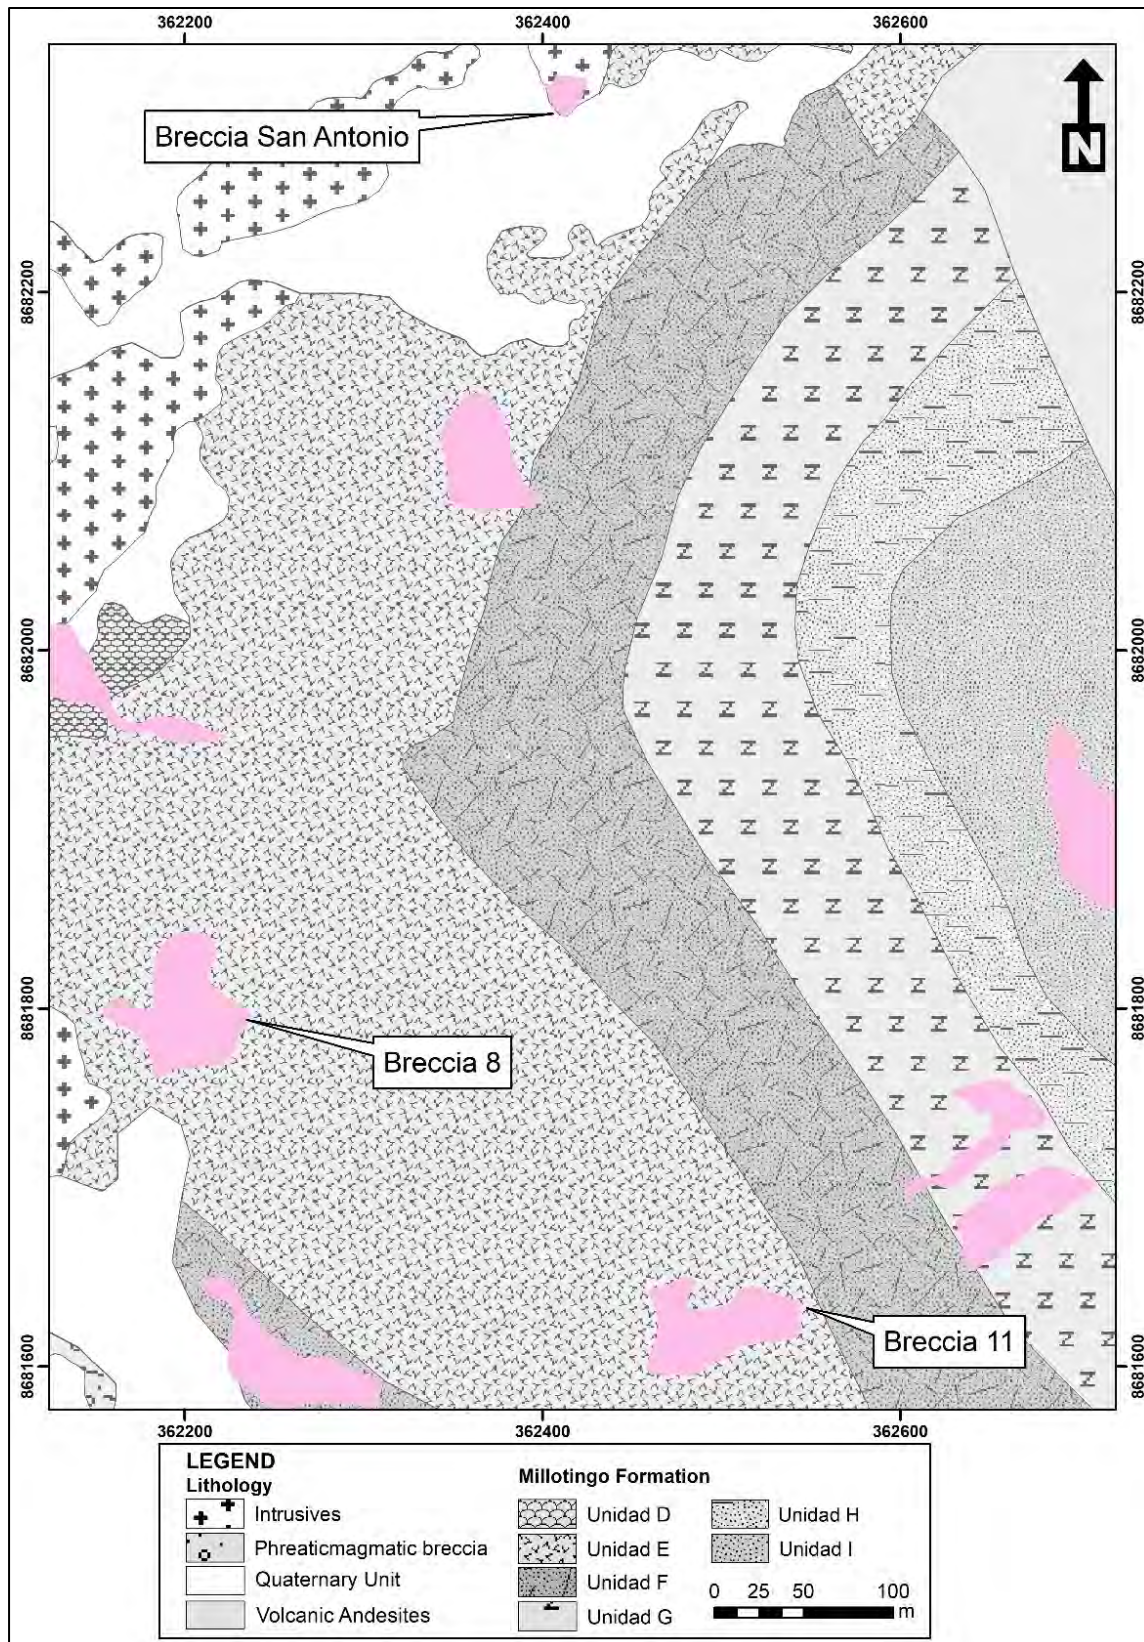 362200 362400 362600
Breccia San Antonio
N
8682200 8682200
8682000 8682000
8681800 8681800
Breccia 8
Breccia 11
8681600 8681600
362200 362400 362600
LEGEND
Lithology
Intrusives
Phreaticmagmatic breccia
Quaternary Unit
Volcanic Andesites
Millotingo Formation
Unidad D
Unidad E
Unidad F
Unidad G
Unidad H
Unidad I
0 25 50 100
m